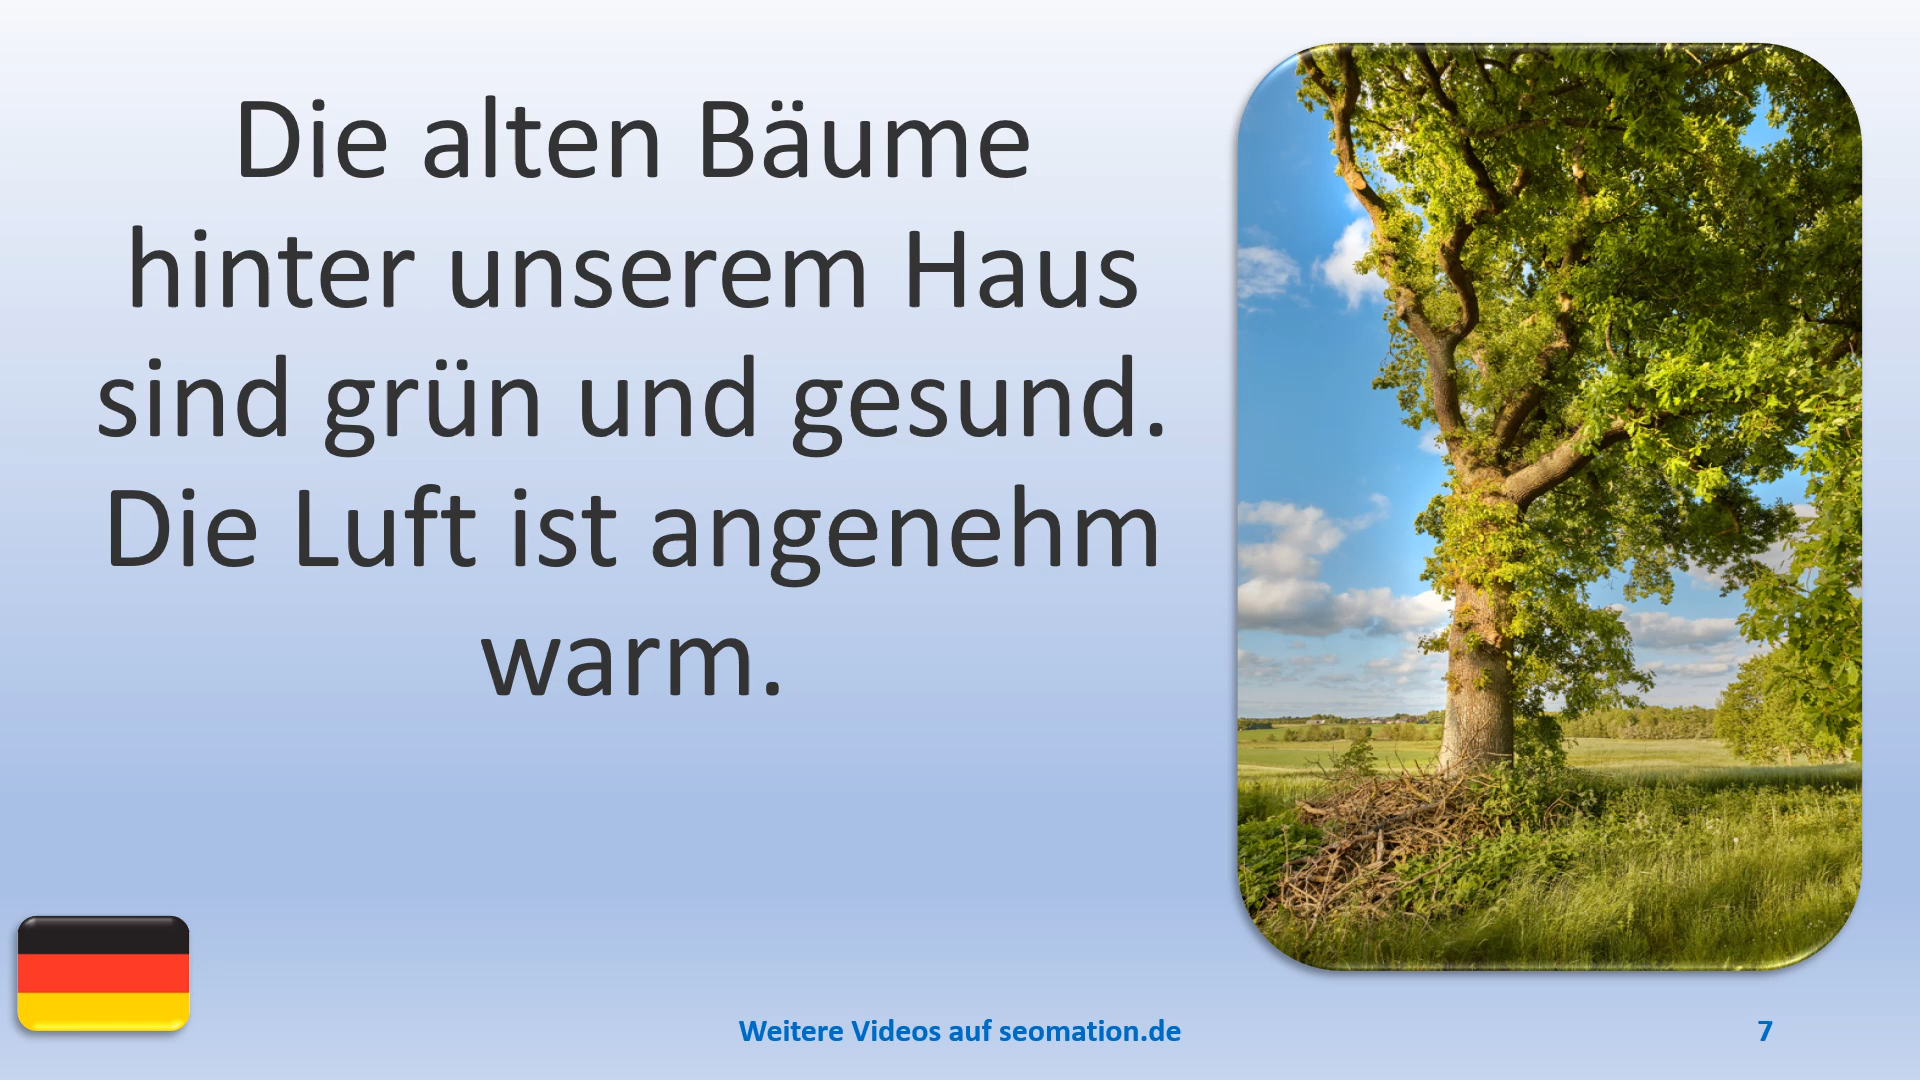 Die alten Bäume
hinter unserem Haus
sind grün und gesund.
Die Luft ist angenehm
warm.
Weitere Videos auf seomation.de
7